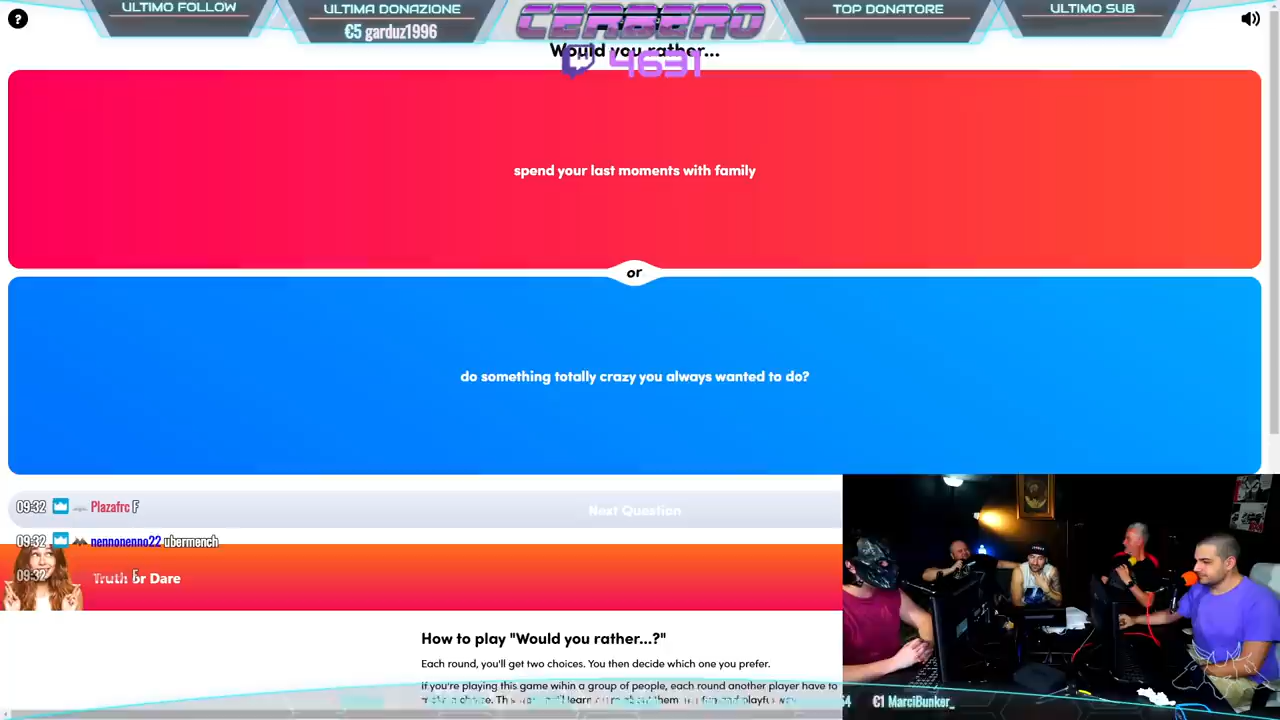 ULTIMO FOLLOW
ULTIMA DONAZIONE
€5 garduz1996
CERBERO
4631
TOP DONATORE
ULTIMO SUB
?
Would you rather...
spend your last moments with family
or
do something totally crazy you always wanted to do?
Next Question
09:32 Plazafrc F
09:32 nennonenno22 ubermench
09:32
Truth or Dare
How to play "Would you rather...?"
Each round, you'll get two choices. You then decide which one you prefer.
If you're playing this game wihin a group of people, each round another player have to
54 €1 MarciBunker_